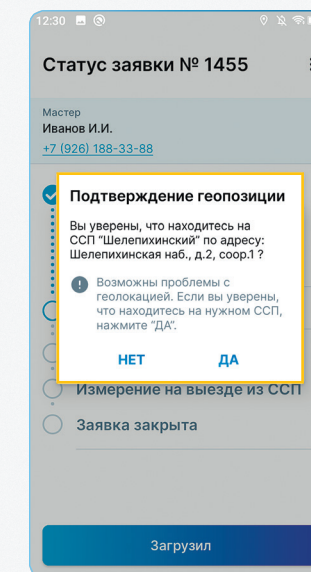 12:30
Статус заявки № 1455
Мастер
Иванов И.И.
+7 (926) 188-33-88
Подтверждение геопозиции
Вы уверены, что находитесь на
ССП "Шелепихинский" по адресу:
Шелепихинская наб., д.2, соор.1 ?
Возможны проблемы с
геолокацией. Если вы уверены,
что находитесь на нужном ССП,
нажмите "ДА".
НЕТ ДА
Измерение на выезде из ССП
Заявка закрыта
Загрузил